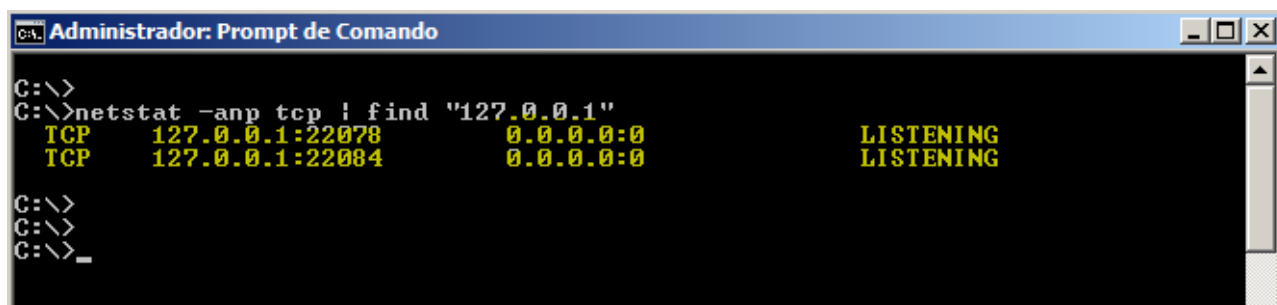 Administrador: Prompt de Comando
C:\>
C:\>netstat -anp tcp | find "127.0.0.1"
TCP 127.0.0.1:22078 0.0.0.0:0 LISTENING
TCP 127.0.0.1:22084 0.0.0.0:0 LISTENING
C:\>
C:\>
C:\>_